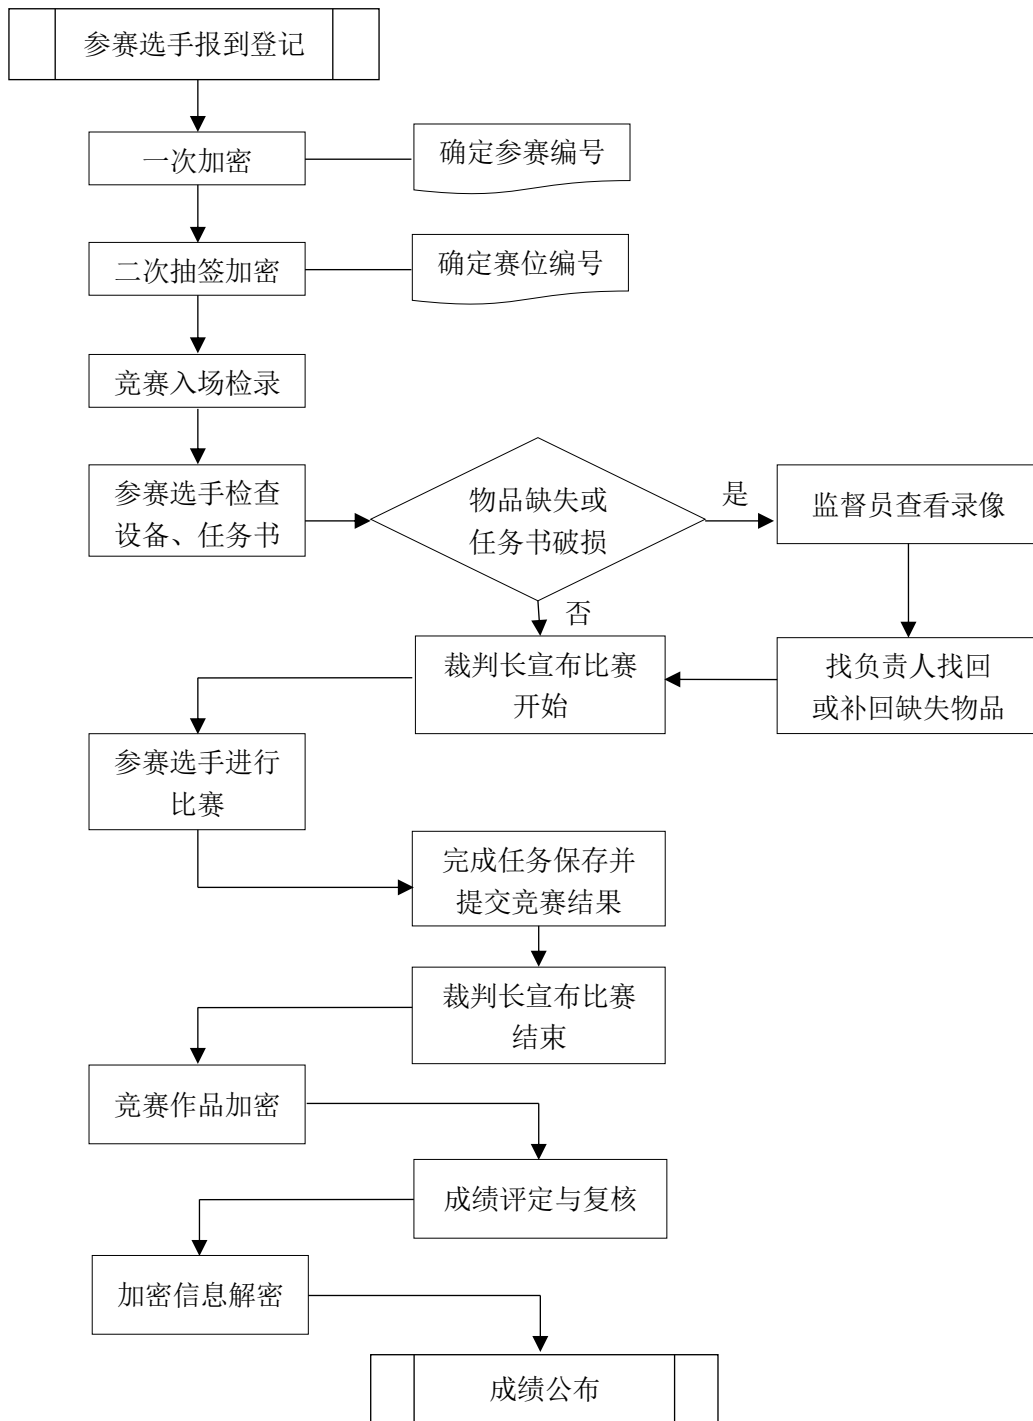 参赛选手报到登记
一次加密
确定参赛编号
二次抽签加密
确定赛位编号
竞赛入场检录
参赛选手检查
设备、任务书
物品缺失或
任务书破损
是
监督员查看录像
否
裁判长宣布比赛
开始
找负责人找回
或补回缺失物品
参赛选手进行
比赛
完成任务保存并
提交竞赛结果
裁判长宣布比赛
结束
竞赛作品加密
成绩评定与复核
加密信息解密
成绩公布